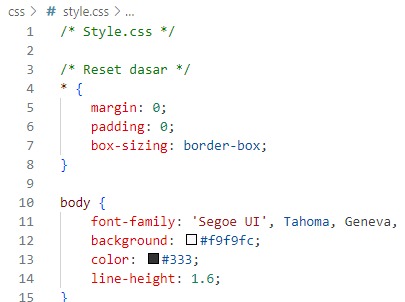 css > # style.css > ...
1 /* Style.css */
2
3 /* Reset dasar */
4 * {
5 margin: 0;
6 padding: 0;
7 box-sizing: border-box;
8 }
9
10 body {
11 font-family: 'Segoe UI', Tahoma, Geneva,
12 background: #f9f9fc;
13 color: #333;
14 line-height: 1.6;
15 }